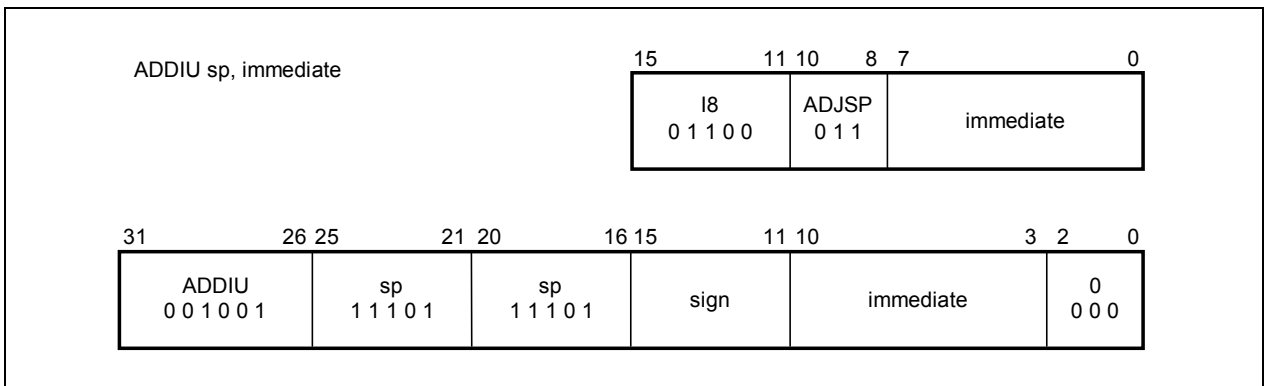 ADDIU sp, immediate
15 11 10 8 7 0
I8 ADJSP immediate
0 1 1 0 0 0 1 1
31 26 25 21 20 16 15 11 10 3 2 0
ADDIU sp sp sign immediate 0
0 0 1 0 0 1 1 1 1 0 1 1 1 1 0 1 0 0 0